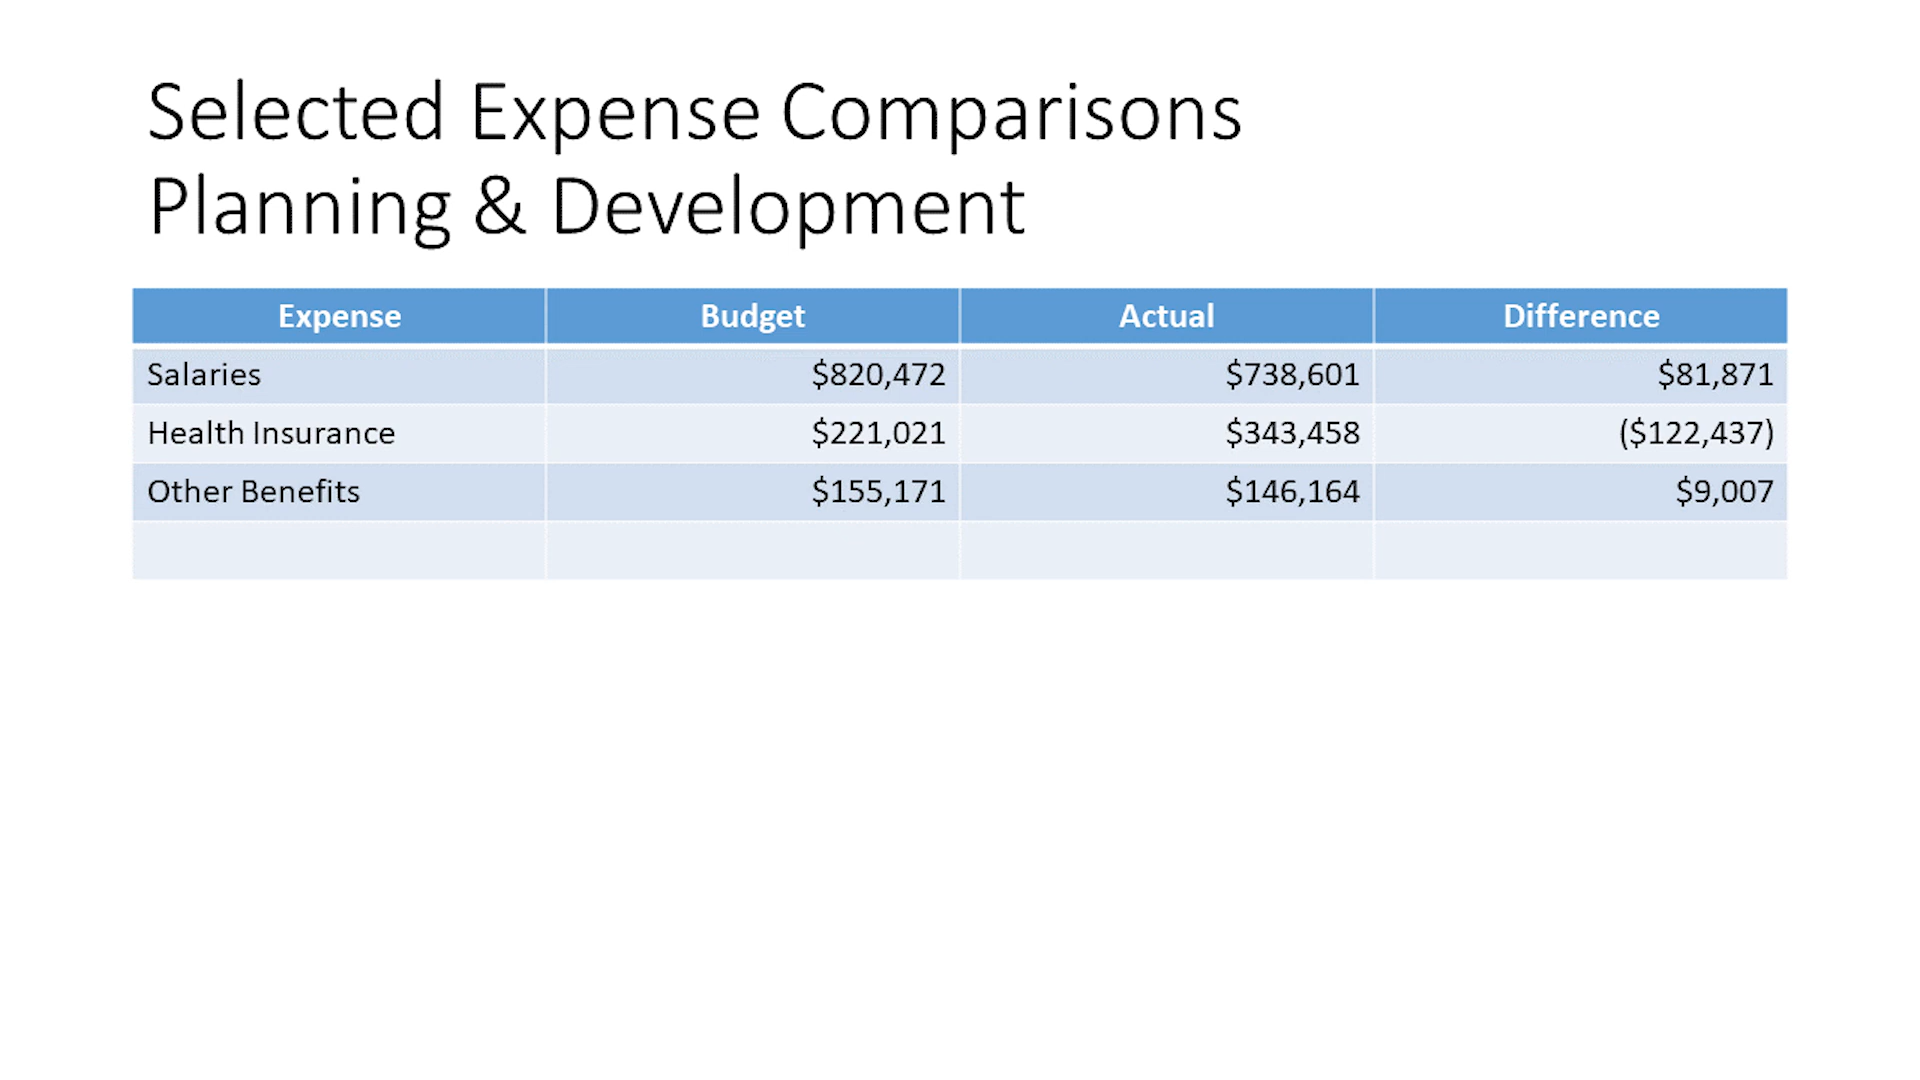 Selected Expense Comparisons
Planning & Development
Expense Budget Actual Difference
Salaries $820,472 $738,601 $81,871
Health Insurance $221,021 $343,458 ($122,437)
Other Benefits $155,171 $146,164 $9,007